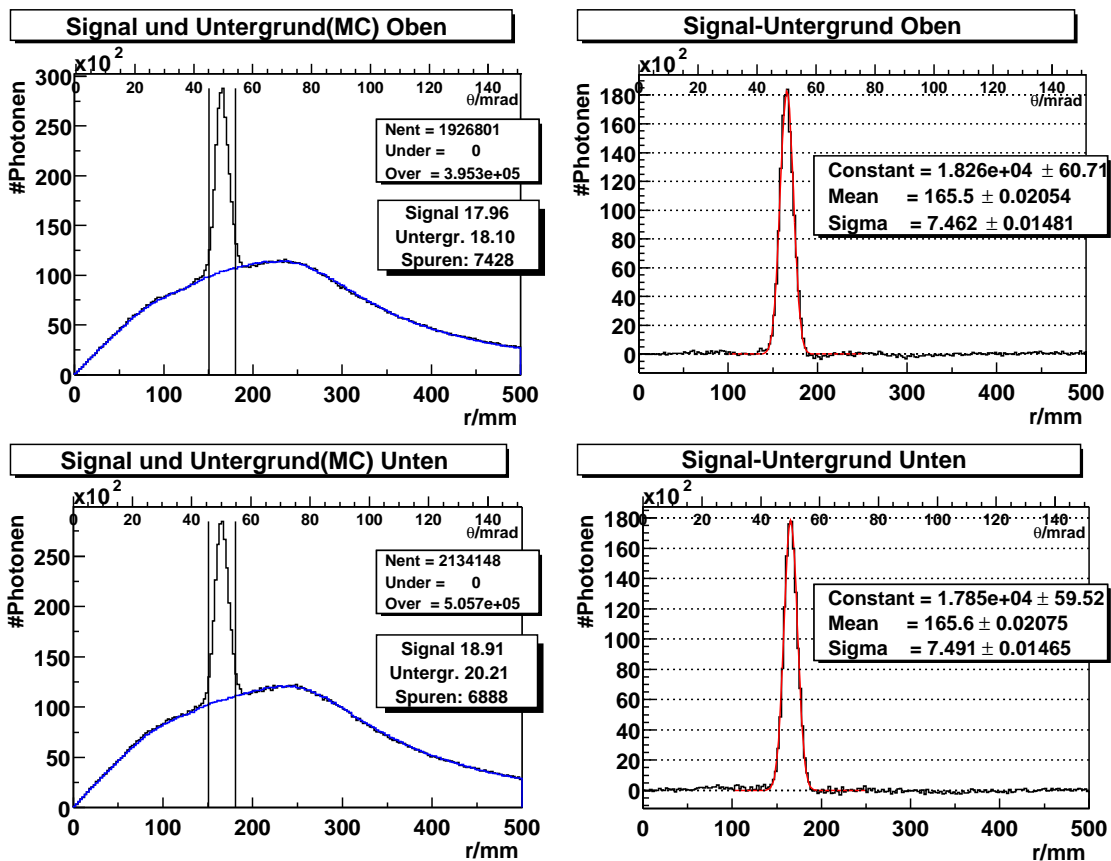 Signal und Untergrund(MC) Oben
x10 2
0 20 40 60 80 100 120 140
θ/mrad
#Photonen
300
250
200
150
100
50
0
Nent = 1926801
Under = 0
Over = 3.953e+05
Signal 17.96
Untergr. 18.10
Spuren: 7428
0 100 200 300 400 500
r/mm
Signal-Untergrund Oben
x10 2
0 20 40 60 80 100 120 140
θ/mrad
#Photonen
180
160
140
120
100
80
60
40
20
0
Constant = 1.826e+04 ± 60.71
Mean = 165.5 ± 0.02054
Sigma = 7.462 ± 0.01481
0 100 200 300 400 500
r/mm
Signal und Untergrund(MC) Unten
x10 2
0 20 40 60 80 100 120 140
θ/mrad
#Photonen
250
200
150
100
50
0
Nent = 2134148
Under = 0
Over = 5.057e+05
Signal 18.91
Untergr. 20.21
Spuren: 6888
0 100 200 300 400 500
r/mm
Signal-Untergrund Unten
x10 2
0 20 40 60 80 100 120 140
θ/mrad
#Photonen
180
160
140
120
100
80
60
40
20
0
Constant = 1.785e+04 ± 59.52
Mean = 165.6 ± 0.02075
Sigma = 7.491 ± 0.01465
0 100 200 300 400 500
r/mm